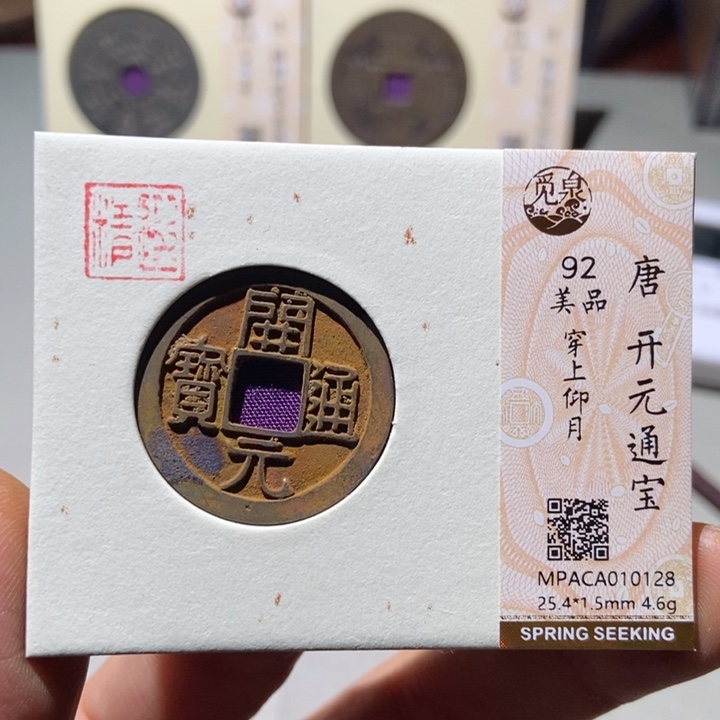 開
通
元
寳
觅泉
92
美品
穿上仰月
唐 开元通宝
MPACA010128
25.4*1.5mm 4.6g
SPRING SEEKING